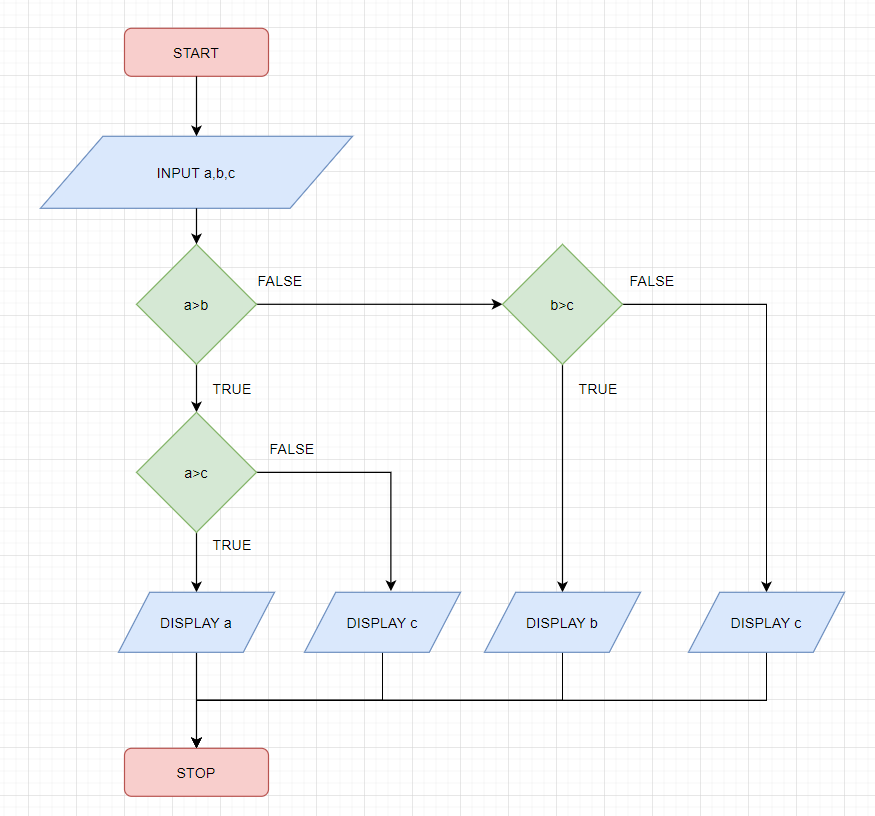 START
INPUT a,b,c
a>b
FALSE
b>c
FALSE
TRUE
TRUE
a>c
FALSE
TRUE
DISPLAY a
DISPLAY c
DISPLAY b
DISPLAY c
STOP